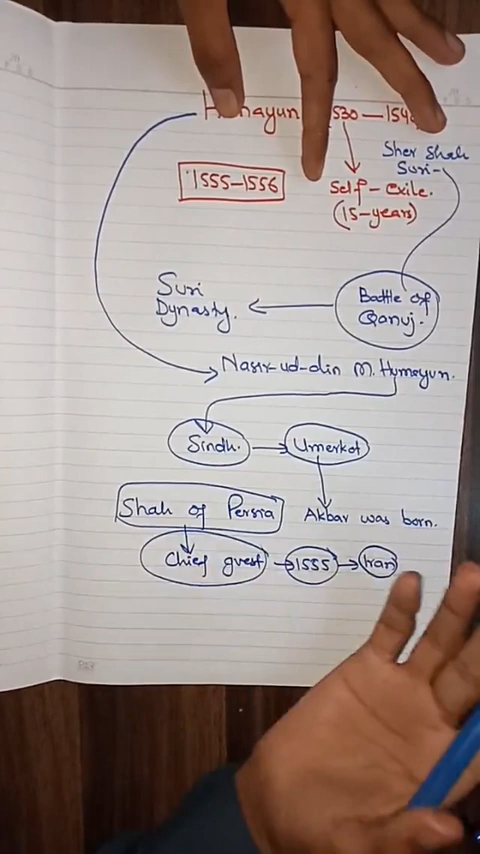 Humayun 1530 – 154
Sher Shah
Suri-
1555–1556
Self-exile.
(15-years)
Suri
Dynasty.
Battle of
Qanuj.
Nasir-ud-din M. Humayun.
Sindh.
Umerkot
Shah of Persia
Akbar was born.
Chief guest
1555
Iran